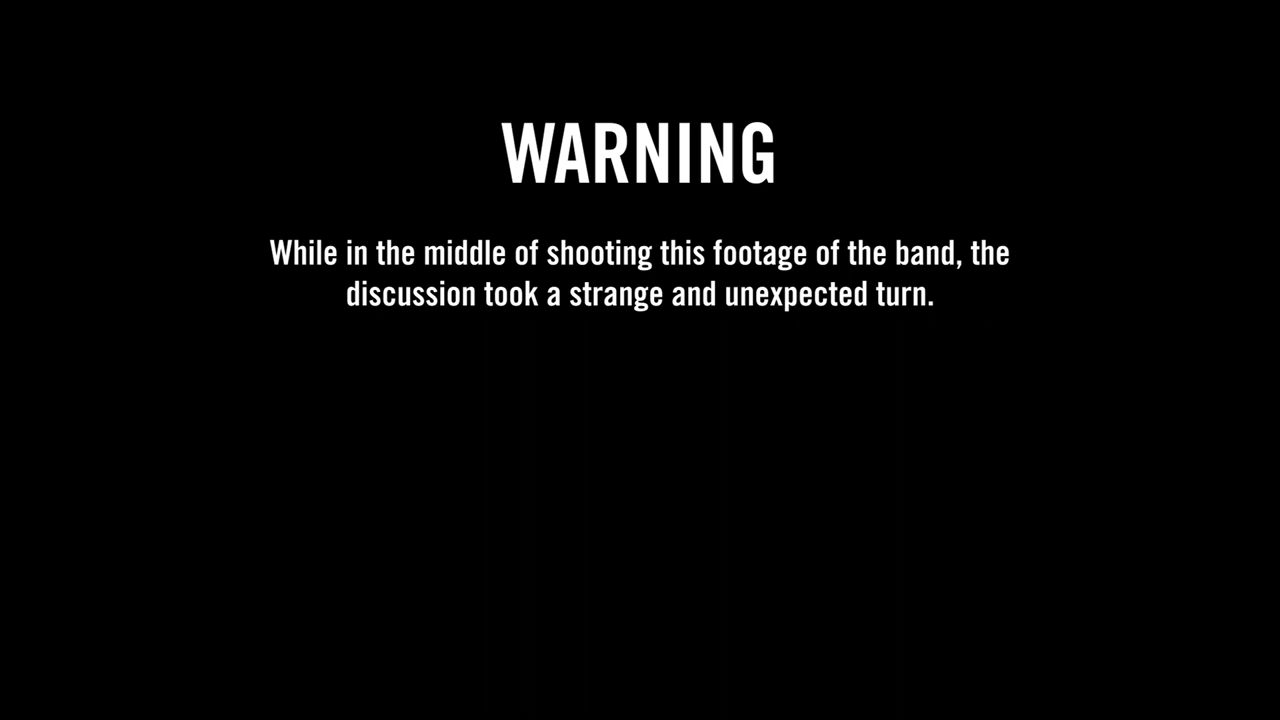 WARNING
While in the middle of shooting this footage of the band, the
discussion took a strange and unexpected turn.